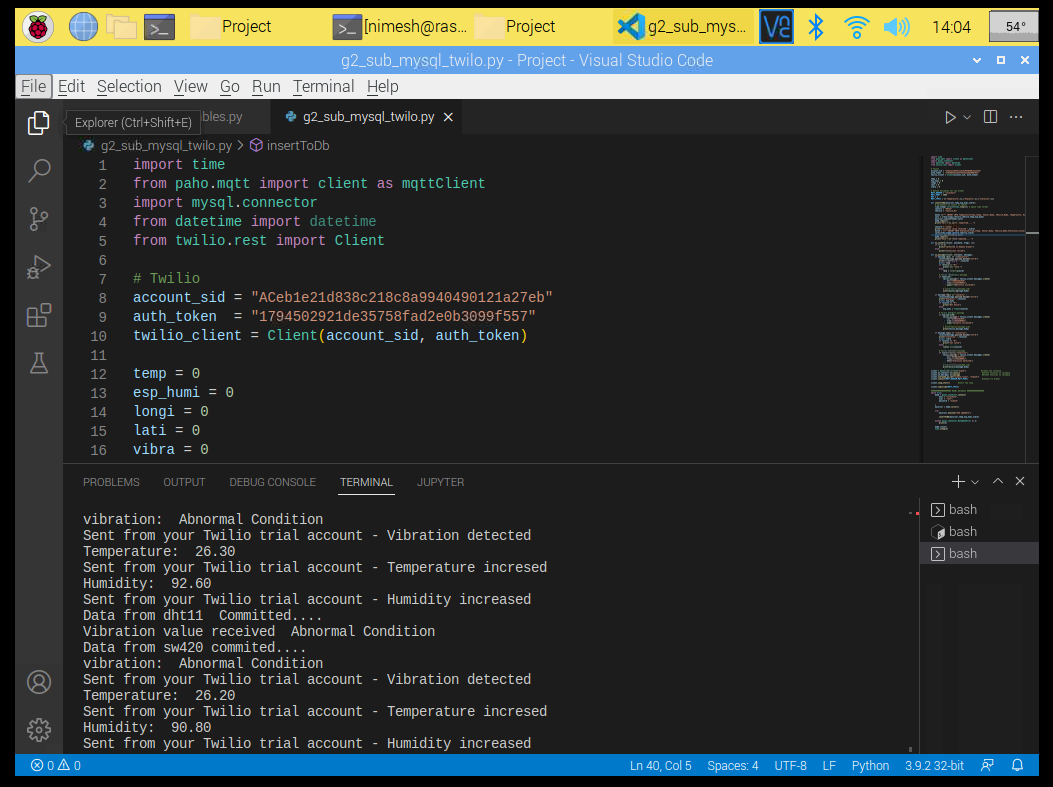 Project
[nimesh@ras...
Project
g2_sub_mys...
14:04
54°
g2_sub_mysql_twilo.py - Project - Visual Studio Code
File Edit Selection View Go Run Terminal Help
Explorer (Ctrl+Shift+E)
bles.py
g2_sub_mysql_twilo.py
g2_sub_mysql_twilo.py > insertToDb
1 import time
2 from paho.mqtt import client as mqttClient
3 import mysql.connector
4 from datetime import datetime
5 from twilio.rest import Client
6
7 # Twilio
8 account_sid = "ACeb1e21d838c218c8a9940490121a27eb"
9 auth_token  = "1794502921de35758fad2e0b3099f557"
10 twilio_client = Client(account_sid, auth_token)
11
12 temp = 0
13 esp_humi = 0
14 longi = 0
15 lati = 0
16 vibra = 0
PROBLEMS OUTPUT DEBUG CONSOLE TERMINAL JUPYTER
vibration:  Abnormal Condition
Sent from your Twilio trial account - Vibration detected
Temperature:  26.30
Sent from your Twilio trial account - Temperature incresed
Humidity:  92.60
Sent from your Twilio trial account - Humidity increased
Data from dht11  Committed....
Vibration value received  Abnormal Condition
Data from sw420 commited....
vibration:  Abnormal Condition
Sent from your Twilio trial account - Vibration detected
Temperature:  26.20
Sent from your Twilio trial account - Temperature incresed
Humidity:  90.80
Sent from your Twilio trial account - Humidity increased
bash
bash
bash
0 0
Ln 40, Col 5 Spaces: 4 UTF-8 LF Python 3.9.2 32-bit